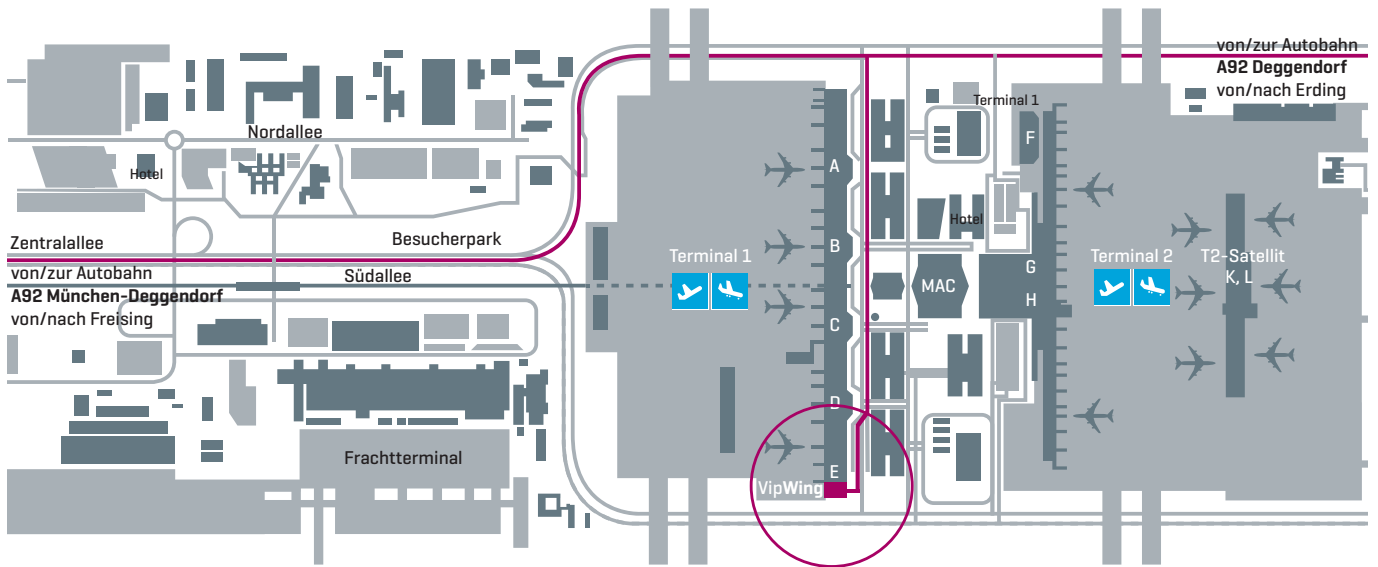 von/zur Autobahn
A92 Deggendorf
von/nach Erding
Terminal 1
Nordallee
F
A
Hotel
Hotel
Zentralallee
Besucherpark
B
Terminal 1
Terminal 2
T2-Satellit
K, L
von/zur Autobahn
A92 München-Deggendorf
von/nach Freising
Südallee
G
H
MAC
C
D
Frachtterminal
E
VipWing